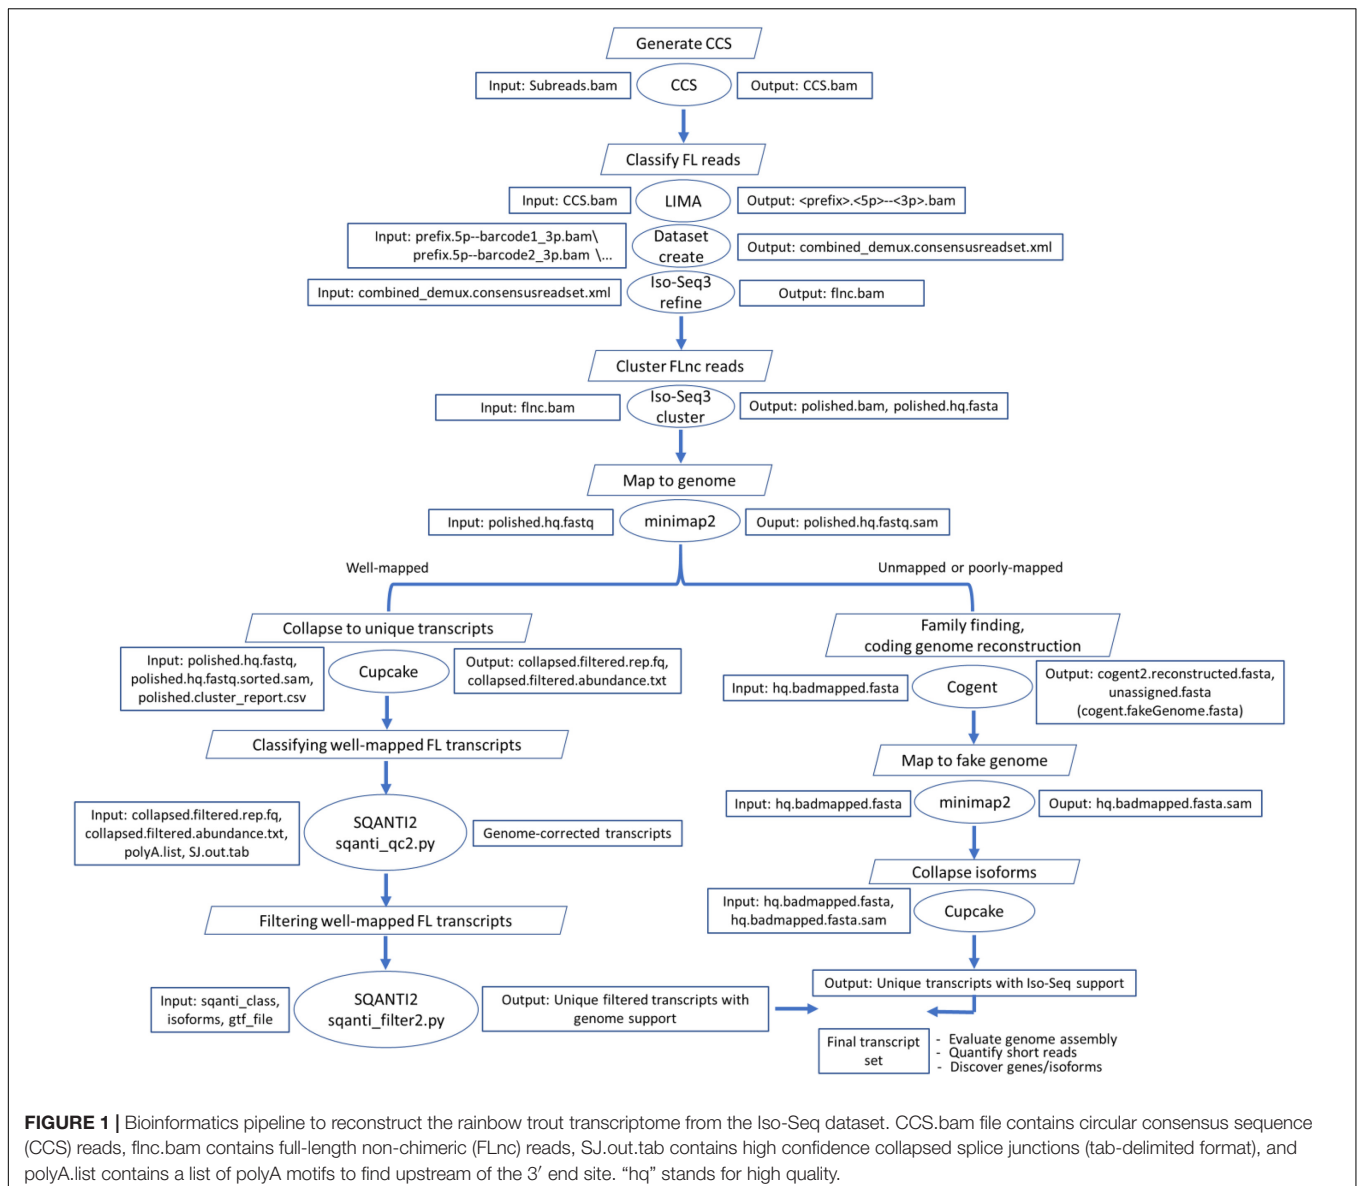 Generate CCS
Input: Subreads.bam
CCS
Output: CCS.bam
Classify FL reads
Input: CCS.bam
LIMA
Output: <prefix>.<5p>--<3p>.bam
Input: prefix.5p--barcode1_3p.bam\
prefix.5p--barcode2_3p.bam \...
Dataset
create
Output: combined_demux.consensusreadset.xml
Input: combined_demux.consensusreadset.xml
Iso-Seq3
refine
Output: flnc.bam
Cluster FLnc reads
Input: flnc.bam
Iso-Seq3
cluster
Output: polished.bam, polished.hq.fasta
Map to genome
Input: polished.hq.fastq
minimap2
Ouput: polished.hq.fastq.sam
Well-mapped
Unmapped or poorly-mapped
Collapse to unique transcripts
Input: polished.hq.fastq,
polished.hq.fastq.sorted.sam,
polished.cluster_report.csv
Cupcake
Output: collapsed.filtered.rep.fq,
collapsed.filtered.abundance.txt
Classifying well-mapped FL transcripts
Input: collapsed.filtered.rep.fq,
collapsed.filtered.abundance.txt,
polyA.list, SJ.out.tab
SQANTI2
sqanti_qc2.py
Genome-corrected transcripts
Filtering well-mapped FL transcripts
Input: sqanti_class,
isoforms, gtf_file
SQANTI2
sqanti_filter2.py
Output: Unique filtered transcripts with
genome support
Family finding,
coding genome reconstruction
Input: hq.badmapped.fasta
Cogent
Output: cogent2.reconstructed.fasta,
unassigned.fasta
(cogent.fakeGenome.fasta)
Map to fake genome
Input: hq.badmapped.fasta
minimap2
Ouput: hq.badmapped.fasta.sam
Collapse isoforms
Input: hq.badmapped.fasta,
hq.badmapped.fasta.sam
Cupcake
Output: Unique transcripts with Iso-Seq support
Final transcript
set
- Evaluate genome assembly
- Quantify short reads
- Discover genes/isoforms
FIGURE 1 | Bioinformatics pipeline to reconstruct the rainbow trout transcriptome from the Iso-Seq dataset. CCS.bam file contains circular consensus sequence
(CCS) reads, flnc.bam contains full-length non-chimeric (FLnc) reads, SJ.out.tab contains high confidence collapsed splice junctions (tab-delimited format), and
polyA.list contains a list of polyA motifs to find upstream of the 3′ end site. “hq” stands for high quality.